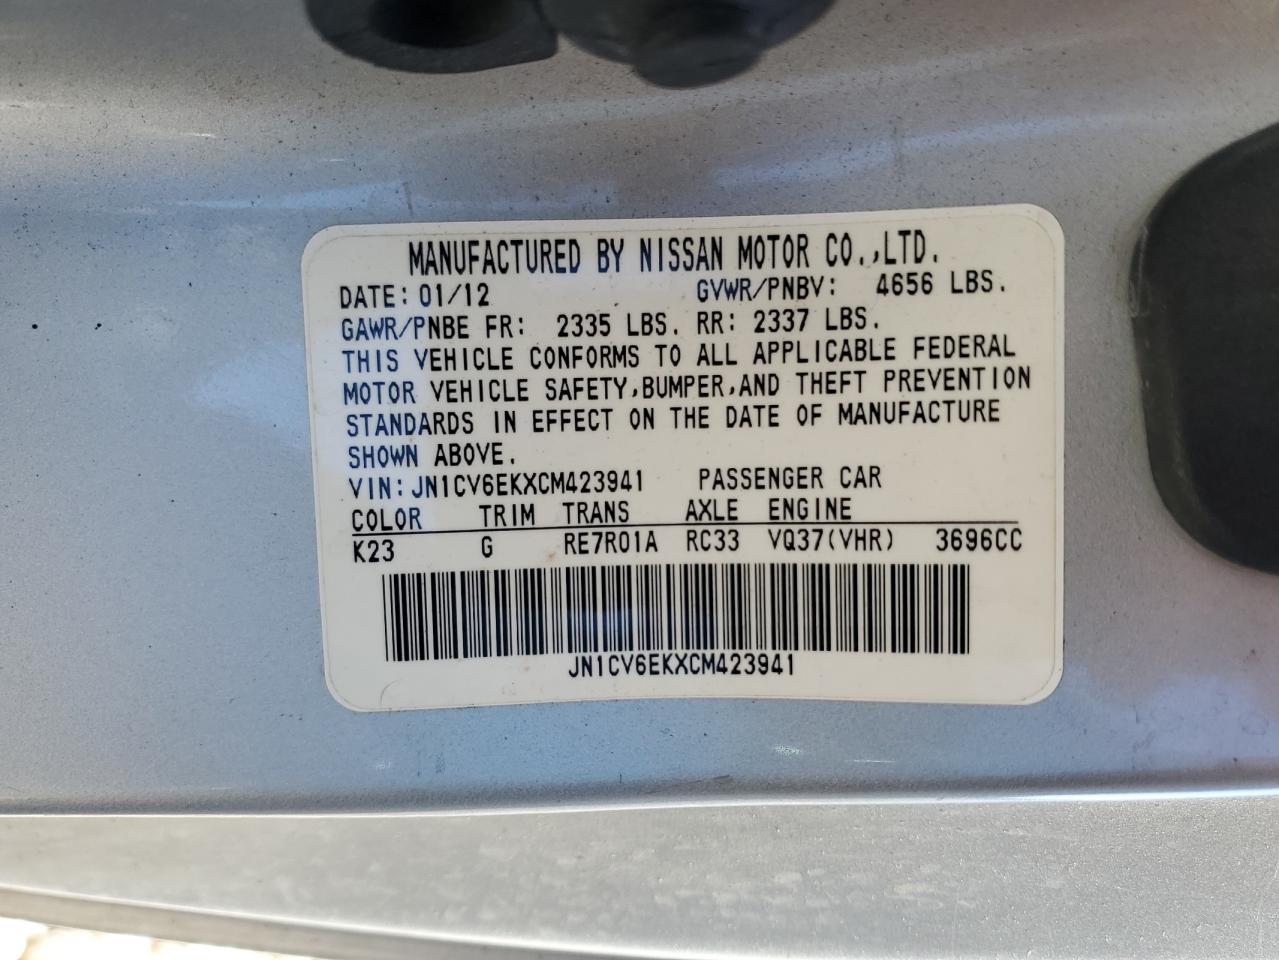 MANUFACTURED BY NISSAN MOTOR CO.,LTD.
DATE: 01/12 GVWR/PNBV: 4656 LBS.
GAWR/PNBE FR: 2335 LBS. RR: 2337 LBS.
THIS VEHICLE CONFORMS TO ALL APPLICABLE FEDERAL
MOTOR VEHICLE SAFETY,BUMPER,AND THEFT PREVENTION
STANDARDS IN EFFECT ON THE DATE OF MANUFACTURE
SHOWN ABOVE.
VIN: JN1CV6EKXCM423941 PASSENGER CAR
COLOR TRIM TRANS AXLE ENGINE
K23 G RE7R01A RC33 VQ37(VHR) 3696CC
JN1CV6EKXCM423941